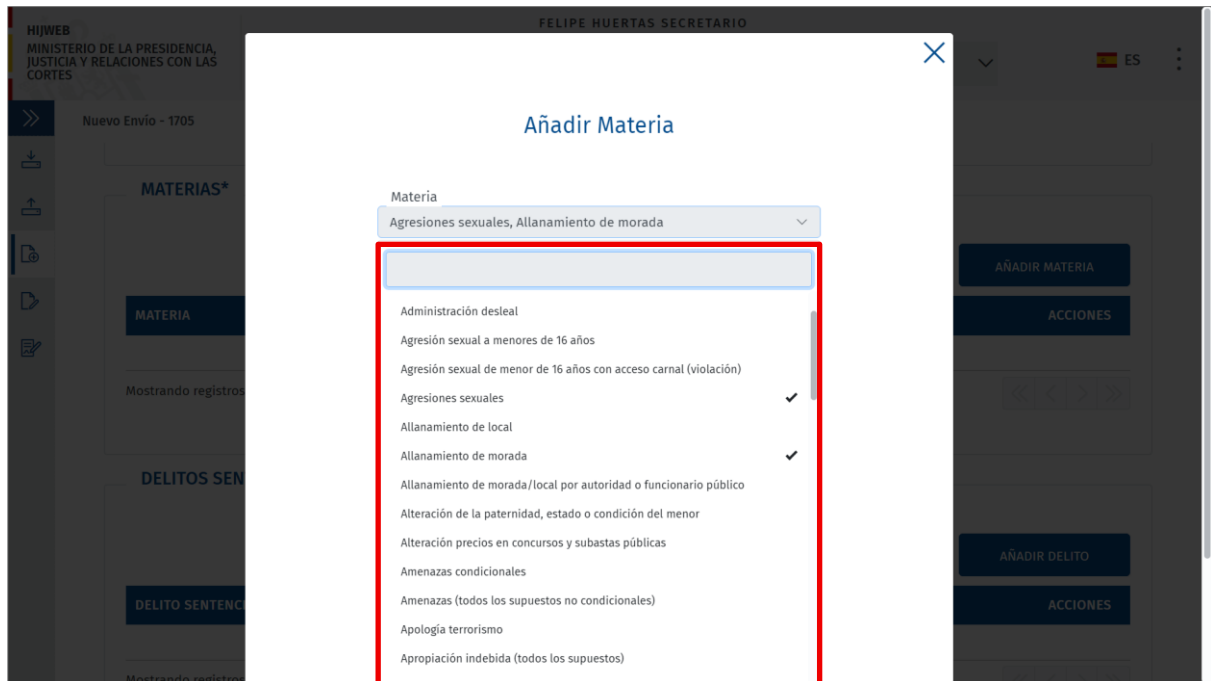 FELIPE HUERTAS SECRETARIO
HIJWEB
MINISTERIO DE LA PRESIDENCIA,
JUSTICIA Y RELACIONES CON LAS
CORTES
ES
Nuevo Envío - 1705
Añadir Materia
MATERIAS*
Materia
Agresiones sexuales, Allanamiento de morada
AÑADIR MATERIA
MATERIA
ACCIONES
Administración desleal
Agresión sexual a menores de 16 años
Agresión sexual de menor de 16 años con acceso carnal (violación)
Mostrando registros
Agresiones sexuales
Allanamiento de local
Allanamiento de morada
DELITOS SEN
Allanamiento de morada/local por autoridad o funcionario público
Alteración de la paternidad, estado o condición del menor
Alteración precios en concursos y subastas públicas
AÑADIR DELITO
Amenazas condicionales
DELITO SENTENCI
Amenazas (todos los supuestos no condicionales)
ACCIONES
Apología terrorismo
Apropiación indebida (todos los supuestos)
Mostrando registros